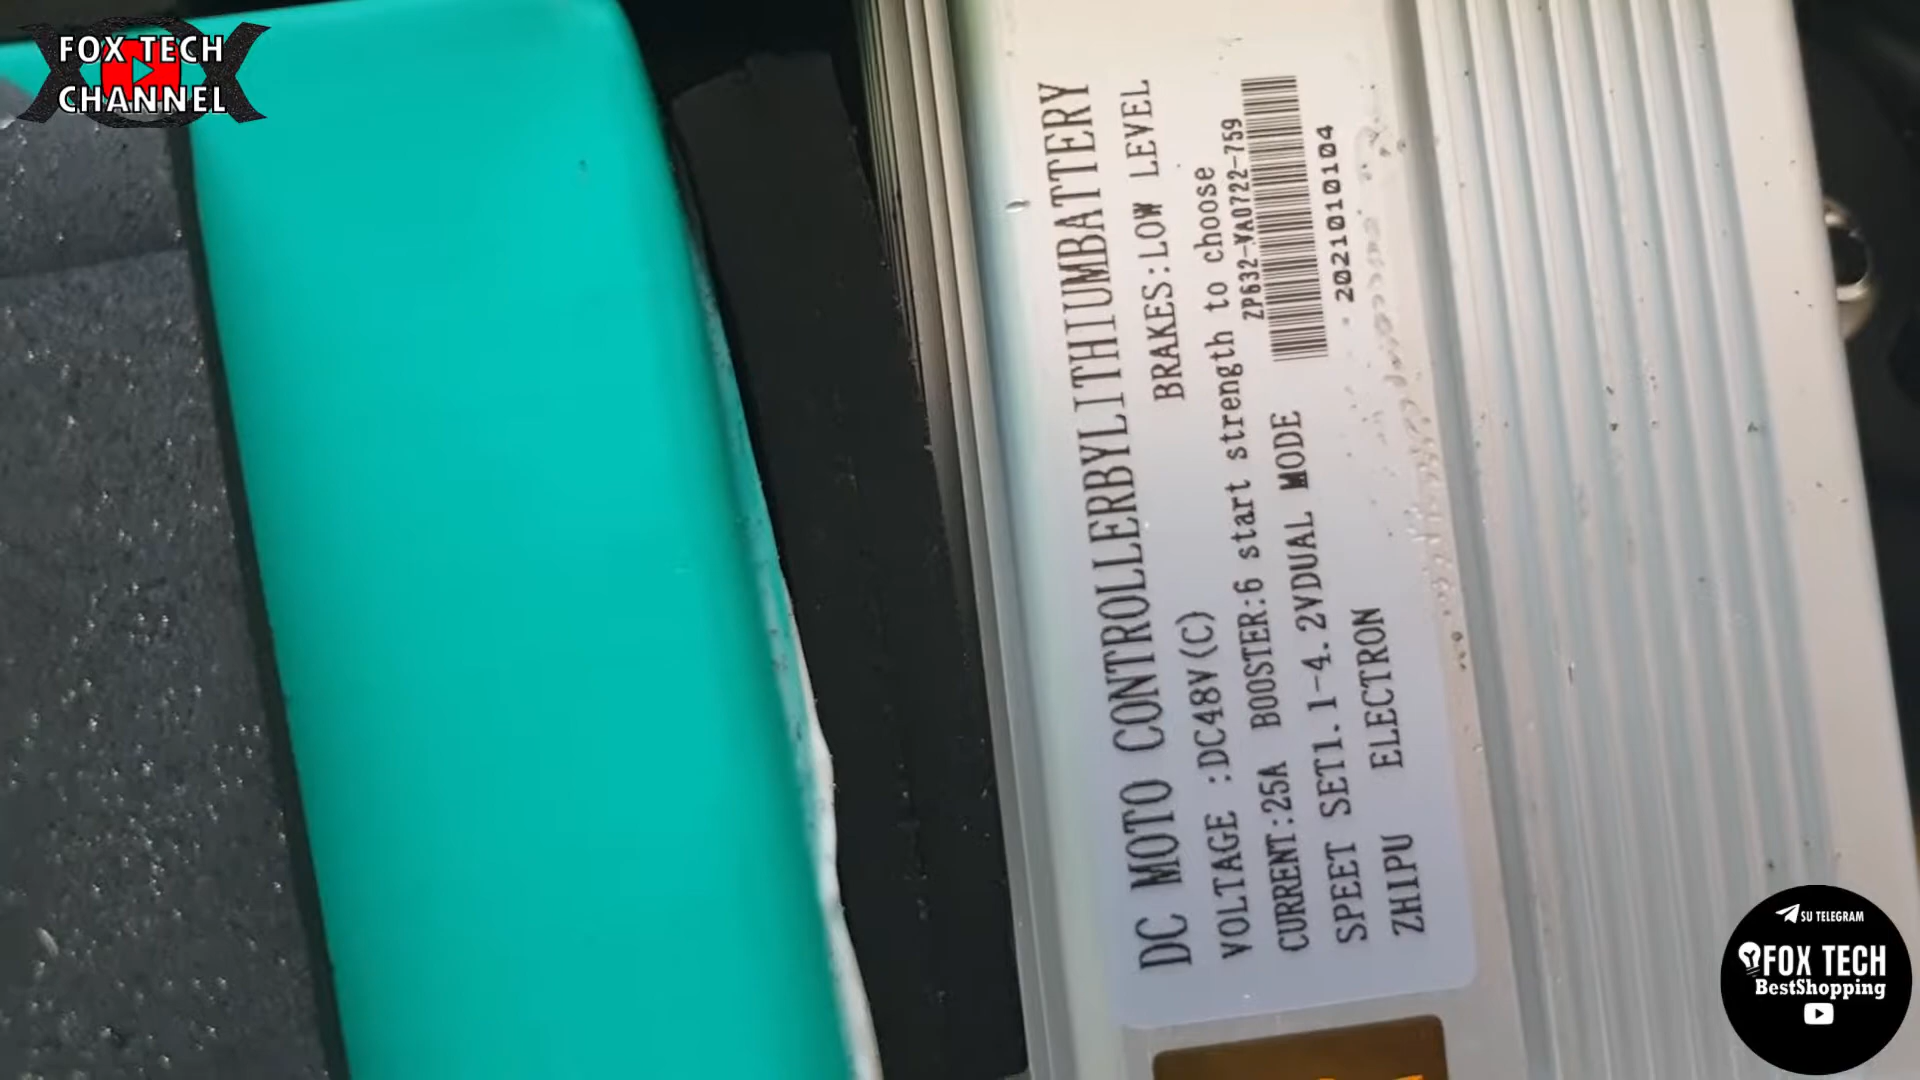 FOX TECH
CHANNEL
DC MOTO CONTROLLERBYLITHIUMBATTERY
VOLTAGE :DC48V(C) BRAKES:LOW LEVEL
CURRENT:25A BOOSTER:6 start strength to choose
SPEET SET1.1-4.2VDUAL MODE
ZHIPU ELECTRON
ZP632-YA0722-759
2021010104
SU TELEGRAM
FOX TECH
BestShopping